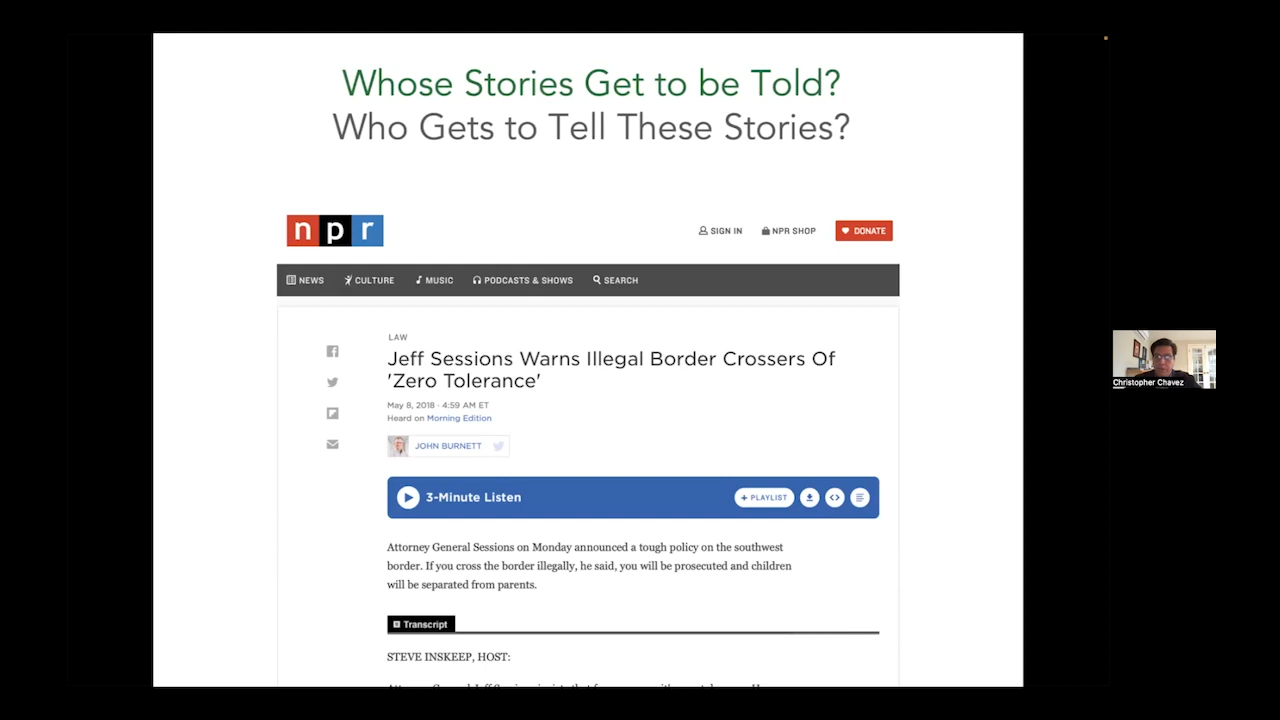 Whose Stories Get to be Told?
Who Gets to Tell These Stories?
npr
SIGN IN
NPR SHOP
DONATE
NEWS
CULTURE
MUSIC
PODCASTS & SHOWS
SEARCH
LAW
Jeff Sessions Warns Illegal Border Crossers Of
'Zero Tolerance'
May 8, 2018 · 4:59 AM ET
Heard on Morning Edition
JOHN BURNETT
3-Minute Listen
+ PLAYLIST
Attorney General Sessions on Monday announced a tough policy on the southwest
border. If you cross the border illegally, he said, you will be prosecuted and children
will be separated from parents.
Transcript
STEVE INSKEEP, HOST:
Christopher Chavez